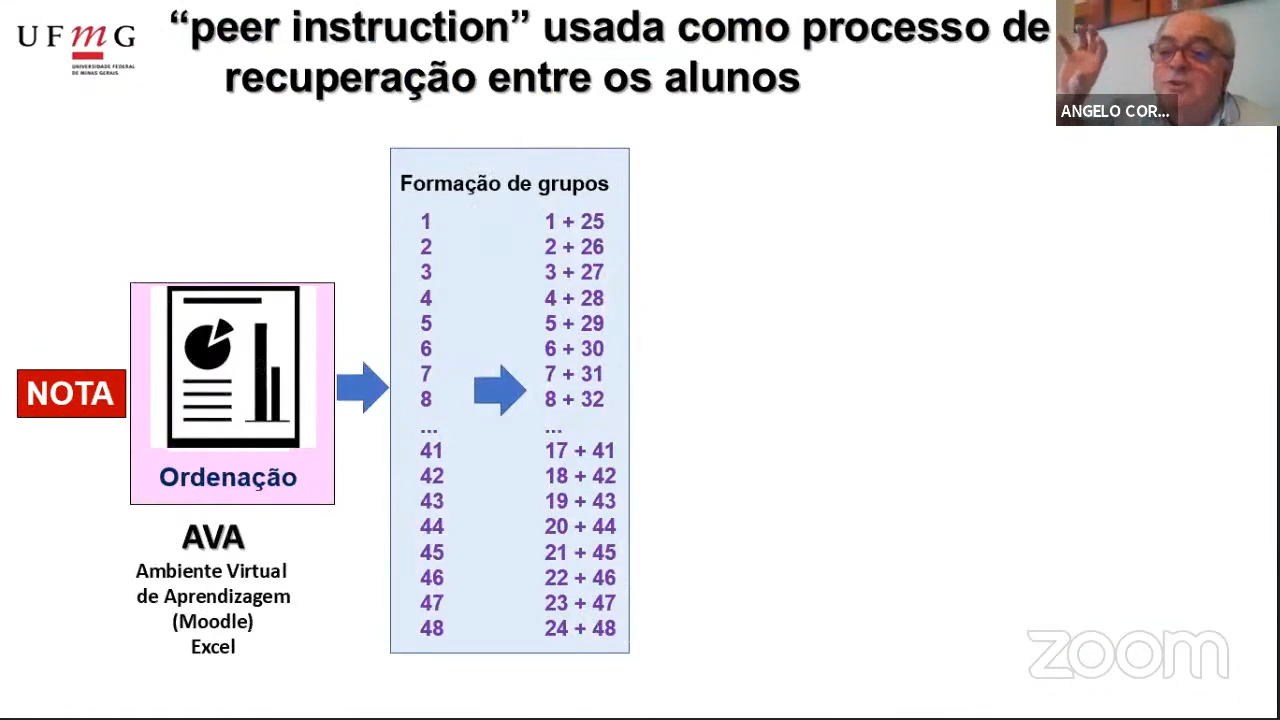 “peer instruction” usada como processo de
recuperação entre os alunos
UFmG
UNIVERSIDADE FEDERAL
DE MINAS GERAIS
ANGELO COR...
Formação de grupos
1 1 + 25
2 2 + 26
3 3 + 27
4 4 + 28
5 5 + 29
6 6 + 30
7 7 + 31
8 8 + 32
... ...
41 17 + 41
42 18 + 42
43 19 + 43
44 20 + 44
45 21 + 45
46 22 + 46
47 23 + 47
48 24 + 48
NOTA
Ordenação
AVA
Ambiente Virtual
de Aprendizagem
(Moodle)
Excel
zoom